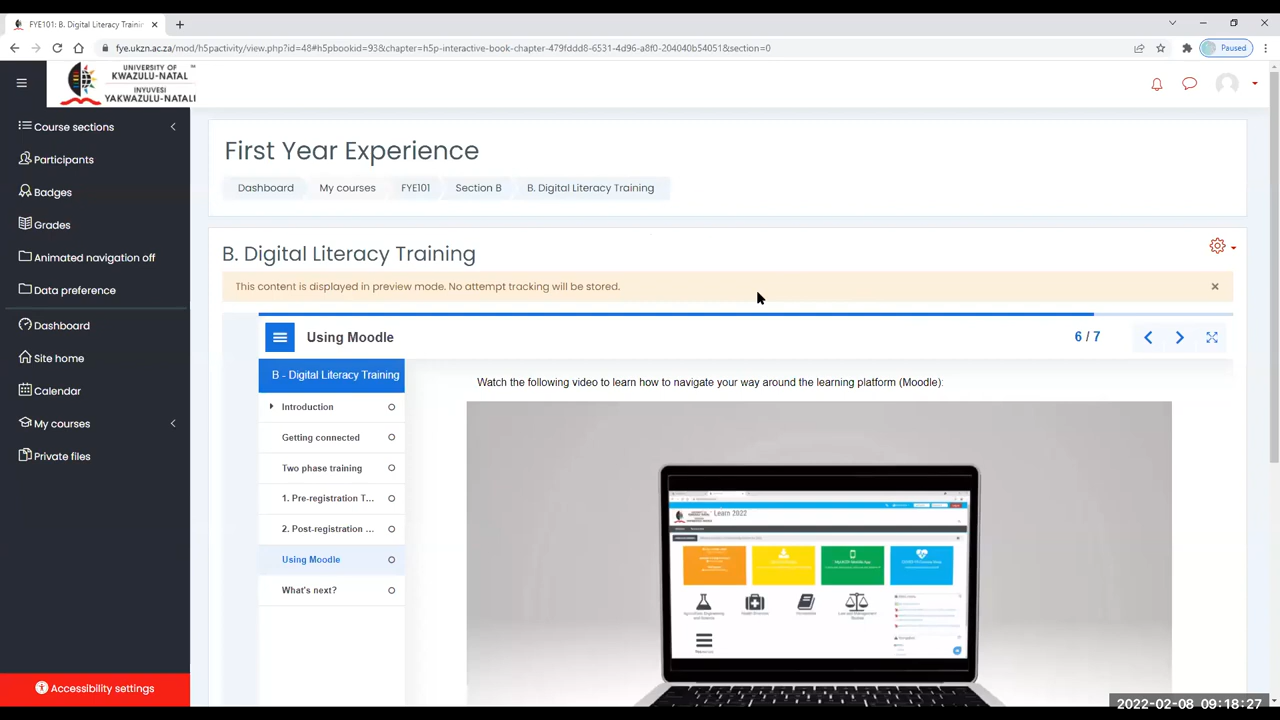 FYE101: B. Digital Literacy Trainin
fye.ukzn.ac.za/mod/h5pactivity/view.php?id=48#h5pbookid=93&chapter=h5p-interactive-book-chapter-479fddd8-6531-4d96-a8f0-204040b54051&section=0
Paused
UNIVERSITY OF
KWAZULU-NATAL
INYUVESI
YAKWAZULU-NATALI
Course sections
Participants
Badges
Grades
Animated navigation off
Data preference
Dashboard
Site home
Calendar
My courses
Private files
Accessibility settings
First Year Experience
Dashboard My courses FYE101 Section B B. Digital Literacy Training
B. Digital Literacy Training
This content is displayed in preview mode. No attempt tracking will be stored.
Using Moodle 6 / 7
B - Digital Literacy Training
Introduction
Getting connected
Two phase training
1. Pre-registration T...
2. Post-registration ...
Using Moodle
What's next?
Watch the following video to learn how to navigate your way around the learning platform (Moodle):
Learn 2022
2022-02-08 09:18:27